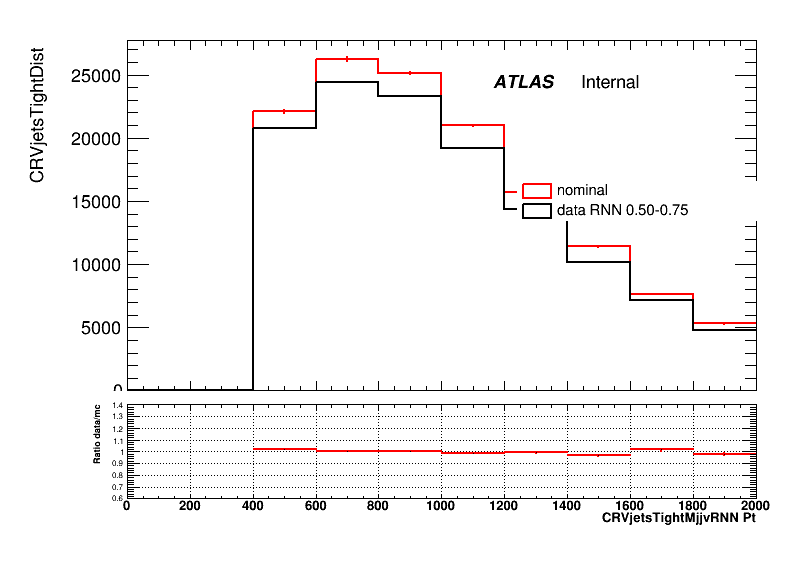 CRVjetsTightDist
25000
20000
15000
10000
5000
0
ATLAS Internal
nominal
data RNN 0.50-0.75
Ratio data/mc
1.4
1.3
1.2
1.1
1
0.9
0.8
0.7
0.6
0 200 400 600 800 1000 1200 1400 1600 1800 2000
CRVjetsTightMjjvRNN Pt